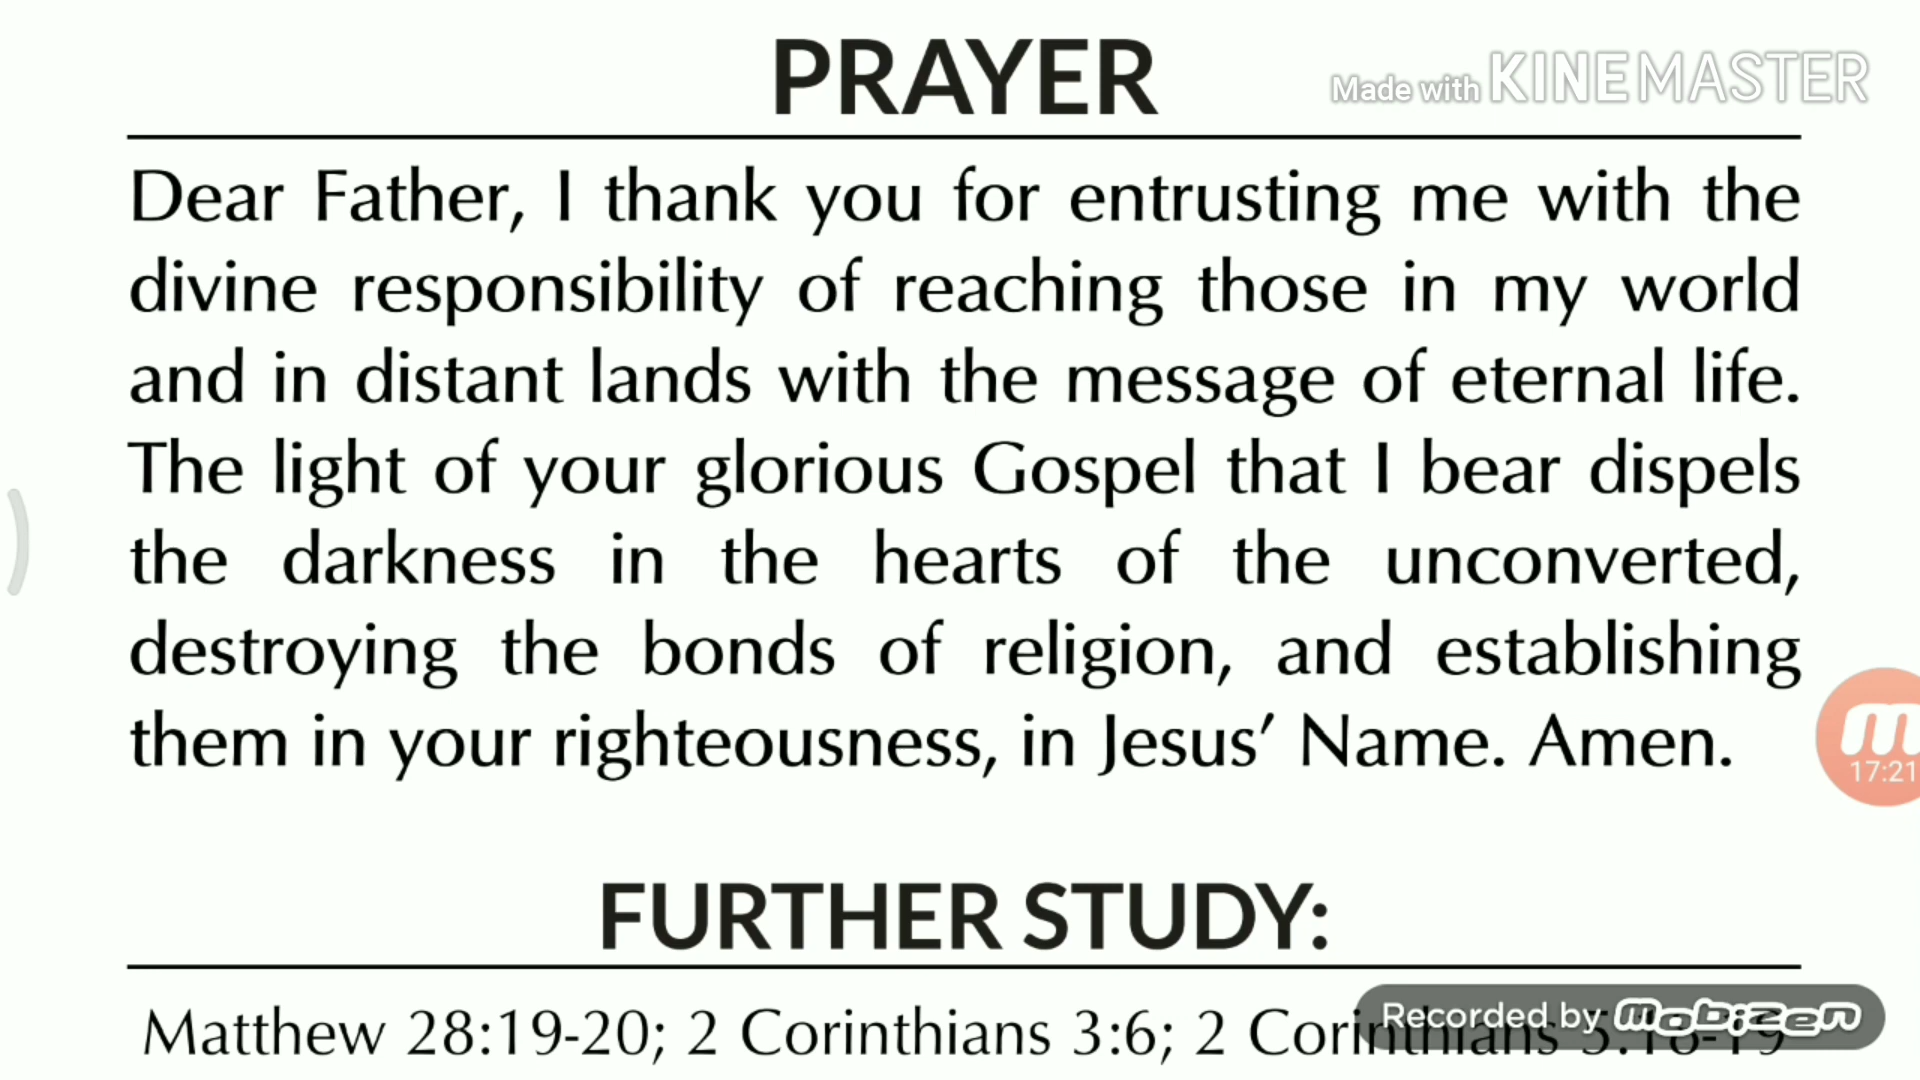 PRAYER
Made with KINEMASTER
Dear Father, I thank you for entrusting me with the
divine responsibility of reaching those in my world
and in distant lands with the message of eternal life.
The light of your glorious Gospel that I bear dispels
the darkness in the hearts of the unconverted,
destroying the bonds of religion, and establishing
them in your righteousness, in Jesus’ Name. Amen.
17:21
FURTHER STUDY:
Matthew 28:19-20; 2 Corinthians 3:6; 2 Corinthians 5:18-19
Recorded by mobizen